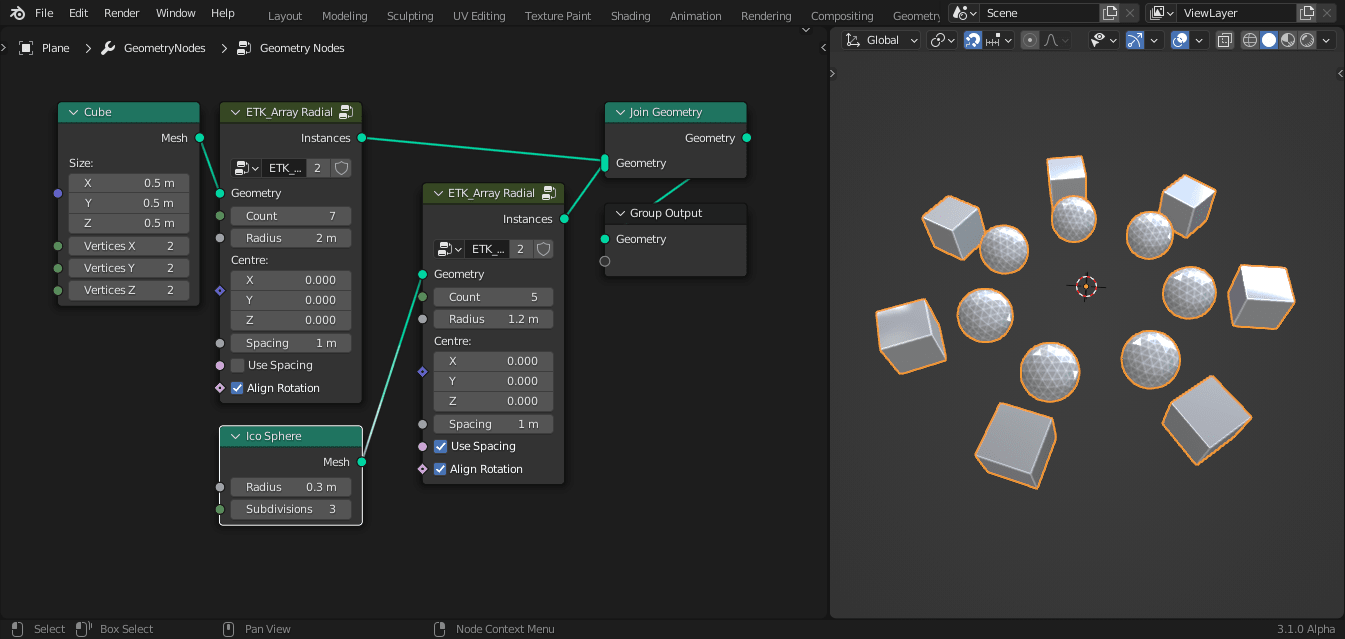 File Edit Render Window Help Layout Modeling Sculpting UV Editing Texture Paint Shading Animation Rendering Compositing Geometry Scene ViewLayer
Plane GeometryNodes Geometry Nodes
Global
Cube
Mesh
Size:
X 0.5 m
Y 0.5 m
Z 0.5 m
Vertices X 2
Vertices Y 2
Vertices Z 2
ETK_Array Radial
Instances
ETK_... 2
Geometry
Count 7
Radius 2 m
Centre:
X 0.000
Y 0.000
Z 0.000
Spacing 1 m
Use Spacing
Align Rotation
Ico Sphere
Mesh
Radius 0.3 m
Subdivisions 3
ETK_Array Radial
Instances
ETK_... 2
Geometry
Count 5
Radius 1.2 m
Centre:
X 0.000
Y 0.000
Z 0.000
Spacing 1 m
Use Spacing
Align Rotation
Join Geometry
Geometry
Geometry
Group Output
Geometry
Select Box Select Pan View Node Context Menu 3.1.0 Alpha